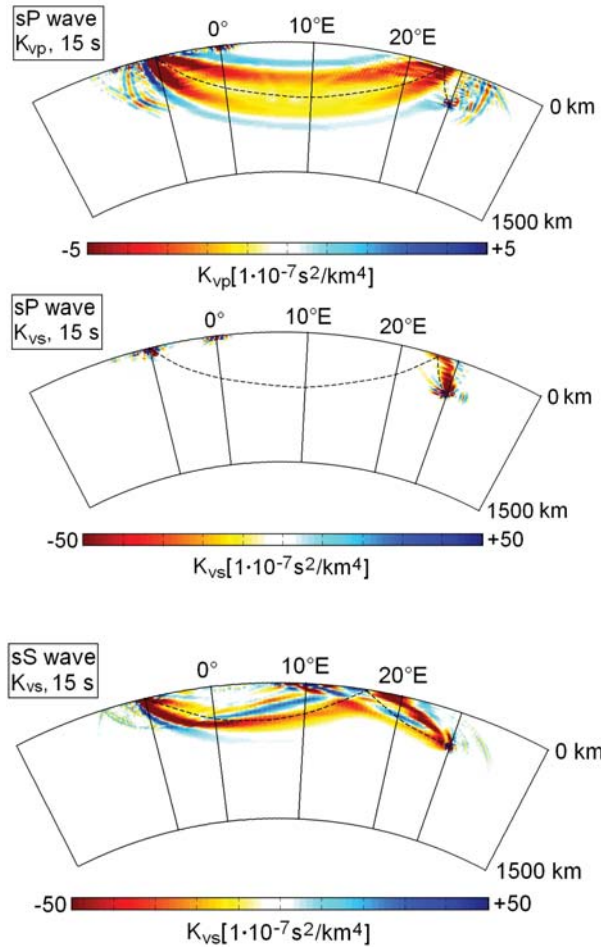 sP wave
Kvp, 15 s
0°
10°E
20°E
0 km
1500 km
-5
+5
Kvp[1·10-7s2/km4]
sP wave
Kvs, 15 s
0°
10°E
20°E
0 km
1500 km
-50
+50
Kvs[1·10-7s2/km4]
sS wave
Kvs, 15 s
0°
10°E
20°E
0 km
1500 km
-50
+50
Kvs[1·10-7s2/km4]